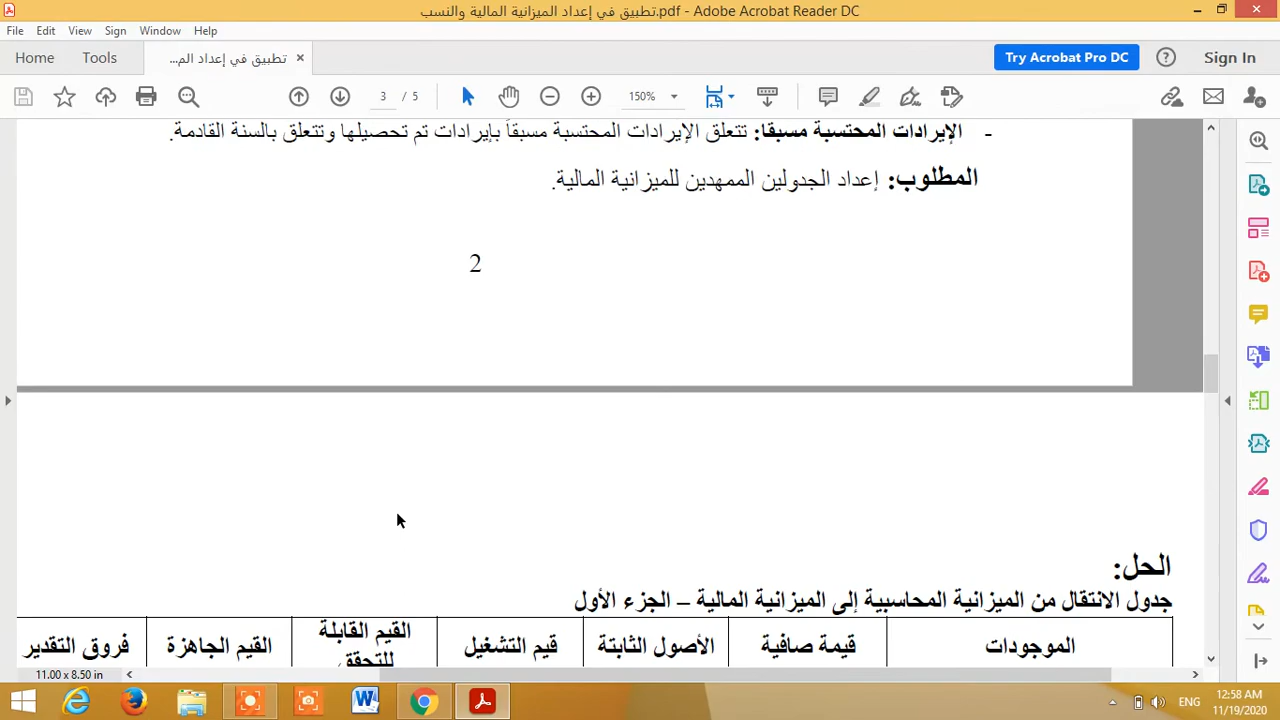 تطبيق في إعداد الميزانية المالية والنسب.pdf - Adobe Acrobat Reader DC
File Edit View Sign Window Help
Home Tools تطبيق في إعداد الم... × Try Acrobat Pro DC Sign In
3 / 5 150%
- الإيرادات المحتسبة مسبقا: تتعلق الإيرادات المحتسبة مسبقاً بإيرادات تم تحصيلها وتتعلق بالسنة القادمة.
المطلوب: إعداد الجدولين الممهدين للميزانية المالية.
2
الحل:
جدول الانتقال من الميزانية المحاسبية إلى الميزانية المالية – الجزء الأول
الموجودات قيمة صافية الأصول الثابتة قيم التشغيل القيم القابلة للتحقق القيم الجاهزة فروق التقدير
11.00 x 8.50 in
ENG 12:58 AM
11/19/2020